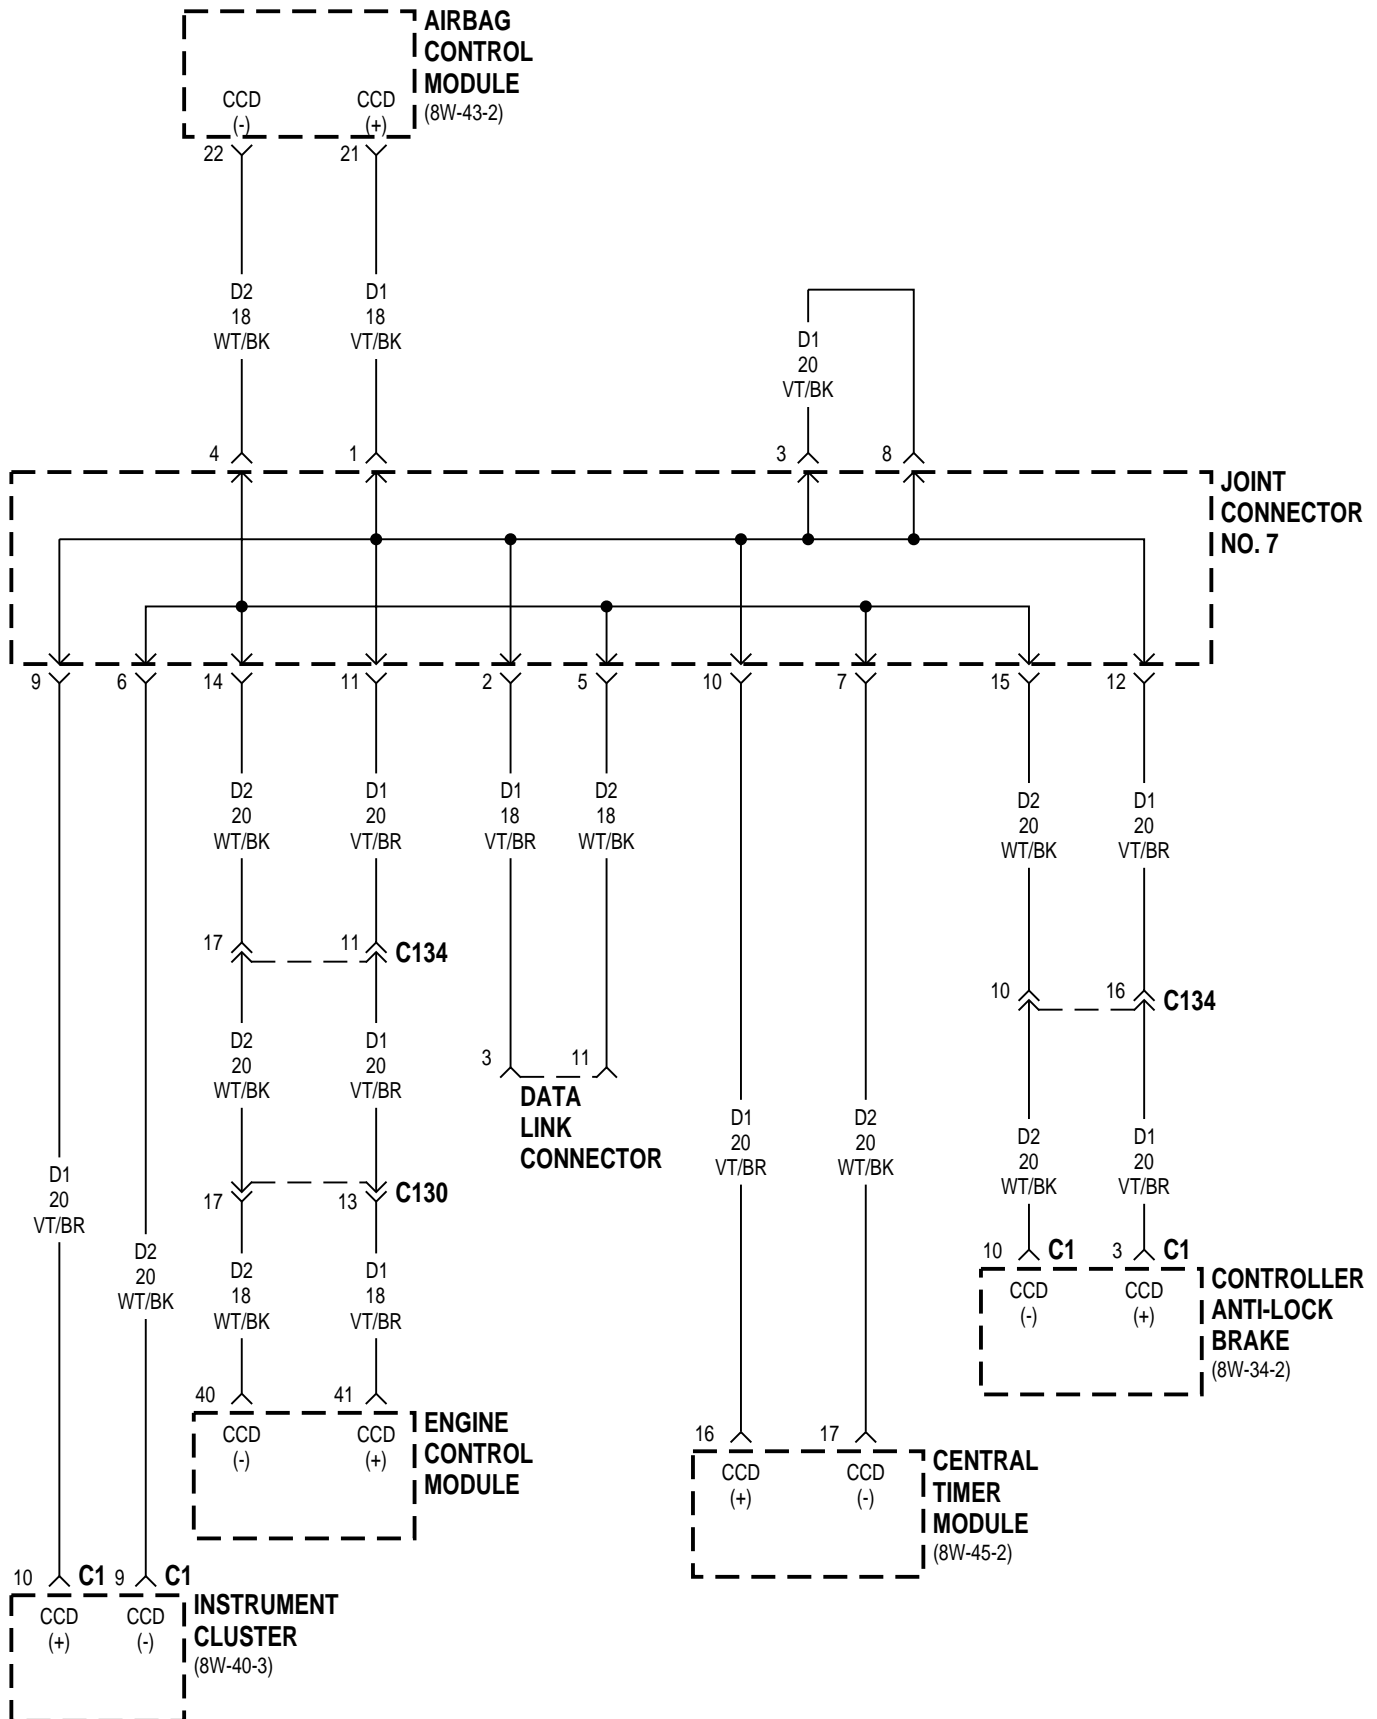 AIRBAG
CONTROL
MODULE
(8W-43-2)
CCD CCD
(-) (+)
22 21
D2 D1
18 18
WT/BK VT/BK
D1
20
VT/BK
4 1 3 8
JOINT
CONNECTOR
NO. 7
9 6 14 11 2 5 10 7 15 12
D2 D1 D1 D2
20 20 18 18
WT/BK VT/BR VT/BR WT/BK
D2 D1
20 20
WT/BK VT/BR
17 11 C134
10 16 C134
D2 D1
20 20
WT/BK VT/BR
3 11
DATA
LINK
CONNECTOR
D1 D2
20 20
VT/BR WT/BK
D2 D1
20 20
WT/BK VT/BR
D1
20
VT/BR
17 13 C130
D2
20
WT/BK
D2 D1
18 18
WT/BK VT/BR
10 C1 3 C1
CCD CCD
(-) (+)
CONTROLLER
ANTI-LOCK
BRAKE
(8W-34-2)
40 41
CCD CCD
(-) (+)
ENGINE
CONTROL
MODULE
16 17
CCD CCD
(+) (-)
CENTRAL
TIMER
MODULE
(8W-45-2)
10 C1 9 C1
CCD CCD
(+) (-)
INSTRUMENT
CLUSTER
(8W-40-3)